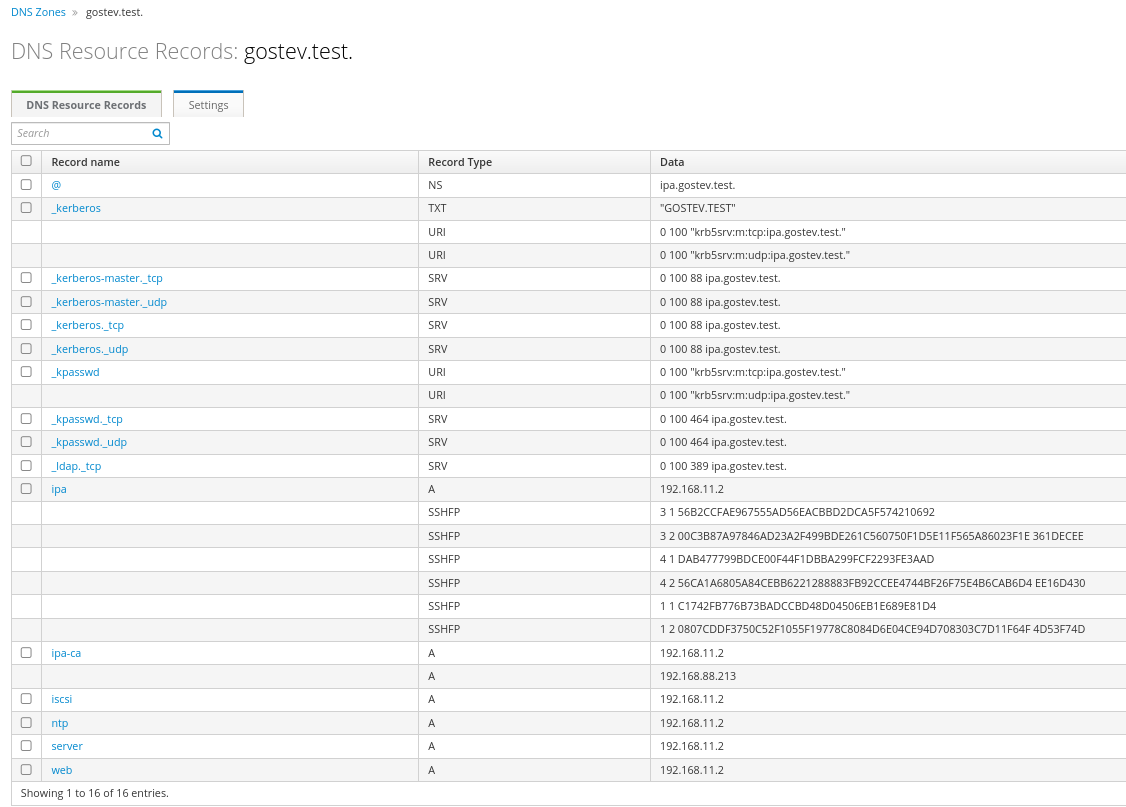 DNS Zones » gostev.test.
DNS Resource Records: gostev.test.
DNS Resource Records Settings
Search
Record name Record Type Data
@ NS ipa.gostev.test.
_kerberos TXT "GOSTEV.TEST"
URI 0 100 "krb5srv:m:tcp:ipa.gostev.test."
URI 0 100 "krb5srv:m:udp:ipa.gostev.test."
_kerberos-master._tcp SRV 0 100 88 ipa.gostev.test.
_kerberos-master._udp SRV 0 100 88 ipa.gostev.test.
_kerberos._tcp SRV 0 100 88 ipa.gostev.test.
_kerberos._udp SRV 0 100 88 ipa.gostev.test.
_kpasswd URI 0 100 "krb5srv:m:tcp:ipa.gostev.test."
URI 0 100 "krb5srv:m:udp:ipa.gostev.test."
_kpasswd._tcp SRV 0 100 464 ipa.gostev.test.
_kpasswd._udp SRV 0 100 464 ipa.gostev.test.
_ldap._tcp SRV 0 100 389 ipa.gostev.test.
ipa A 192.168.11.2
SSHFP 3 1 56B2CCFAE967555AD56EACBBD2DCA5F574210692
SSHFP 3 2 00C3B87A97846AD23A2F499BDE261C560750F1D5E11F565A86023F1E 361DECEE
SSHFP 4 1 DAB477799BDCE00F44F1DBBA299FCF2293FE3AAD
SSHFP 4 2 56CA1A6805A84CEBB6221288883FB92CCEE4744BF26F75E4B6CAB6D4 EE16D430
SSHFP 1 1 C1742FB776B73BADCCBD48D04506EB1E689E81D4
SSHFP 1 2 0807CDDF3750C52F1055F19778C8084D6E04CE94D708303C7D11F64F 4D53F74D
ipa-ca A 192.168.11.2
A 192.168.88.213
iscsi A 192.168.11.2
ntp A 192.168.11.2
server A 192.168.11.2
web A 192.168.11.2
Showing 1 to 16 of 16 entries.